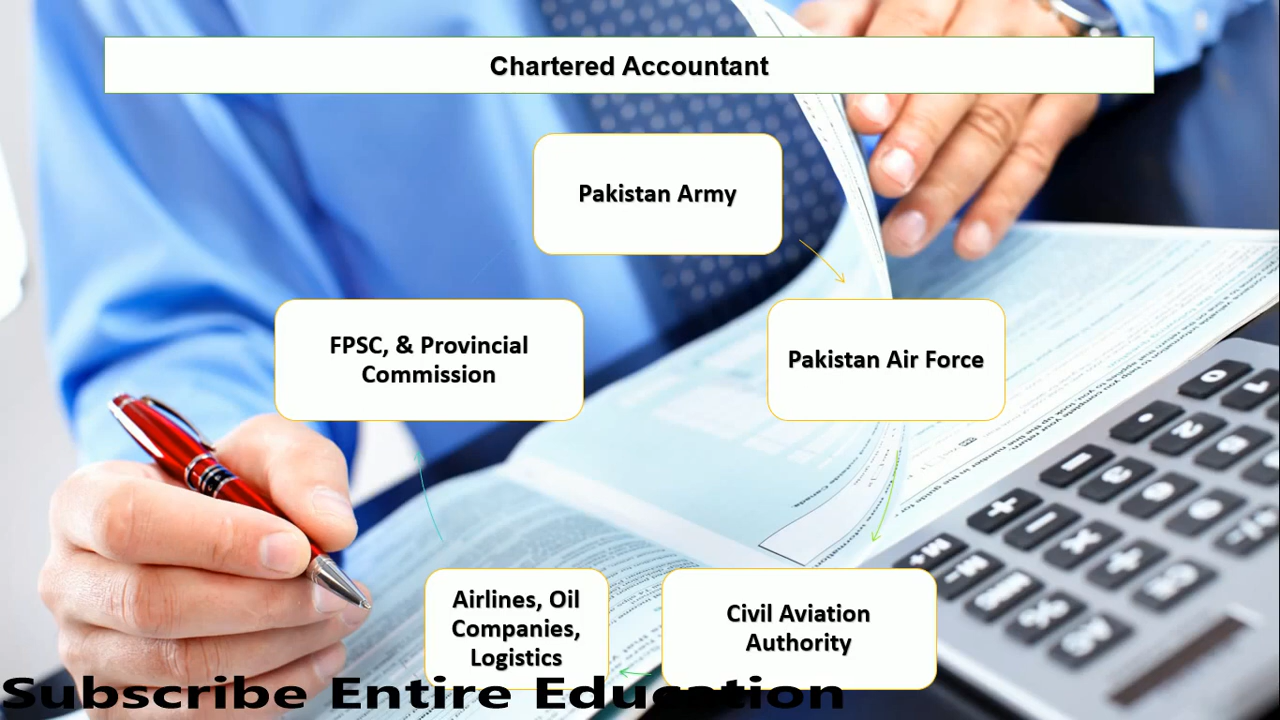 Chartered Accountant
Pakistan Army
FPSC, & Provincial
Commission
Pakistan Air Force
Airlines, Oil
Companies,
Logistics
Civil Aviation
Authority
Subscribe Entire Education